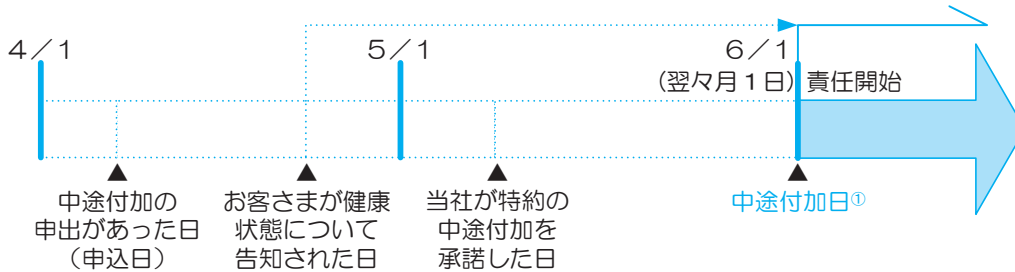 4/1
5/1
6/1
(翌々月1日)
責任開始
中途付加の
申出があった日
(申込日)
お客さまが健康
状態について
告知された日
当社が特約の
中途付加を
承諾した日
中途付加日①